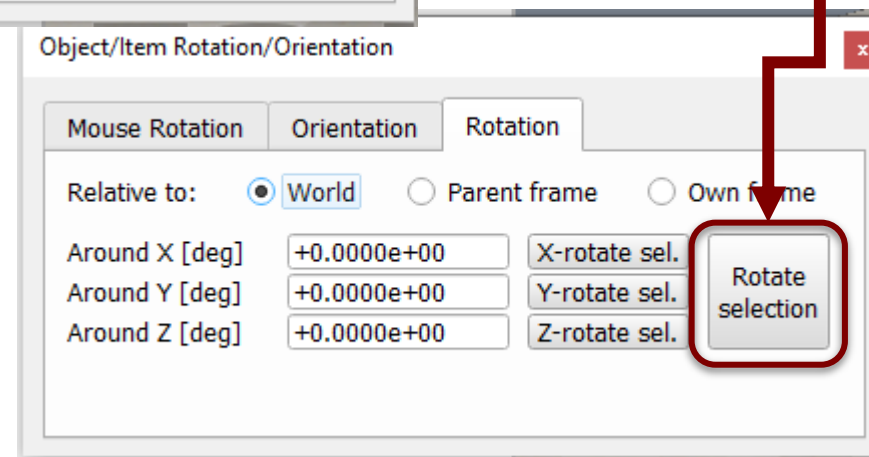 Object/Item Rotation/Orientation
x
Mouse Rotation Orientation Rotation
Relative to: World Parent frame Own frame
Around X [deg] +0.0000e+00 X-rotate sel.
Around Y [deg] +0.0000e+00 Y-rotate sel.
Around Z [deg] +0.0000e+00 Z-rotate sel.
Rotate
selection